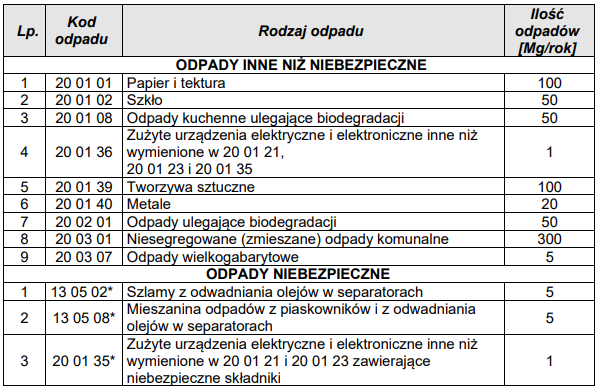 Lp. Kod odpadu Rodzaj odpadu Ilość odpadów [Mg/rok]
ODPADY INNE NIŻ NIEBEZPIECZNE
1 20 01 01 Papier i tektura 100
2 20 01 02 Szkło 50
3 20 01 08 Odpady kuchenne ulegające biodegradacji 50
4 20 01 36 Zużyte urządzenia elektryczne i elektroniczne inne niż
wymienione w 20 01 21,
20 01 23 i 20 01 35 1
5 20 01 39 Tworzywa sztuczne 100
6 20 01 40 Metale 20
7 20 02 01 Odpady ulegające biodegradacji 50
8 20 03 01 Niesegregowane (zmieszane) odpady komunalne 300
9 20 03 07 Odpady wielkogabarytowe 5
ODPADY NIEBEZPIECZNE
1 13 05 02* Szlamy z odwadniania olejów w separatorach 5
2 13 05 08* Mieszanina odpadów z piaskowników i z odwadniania
olejów w separatorach 5
3 20 01 35* Zużyte urządzenia elektryczne i elektroniczne inne niż
wymienione w 20 01 21 i 20 01 23 zawierające
niebezpieczne składniki 1